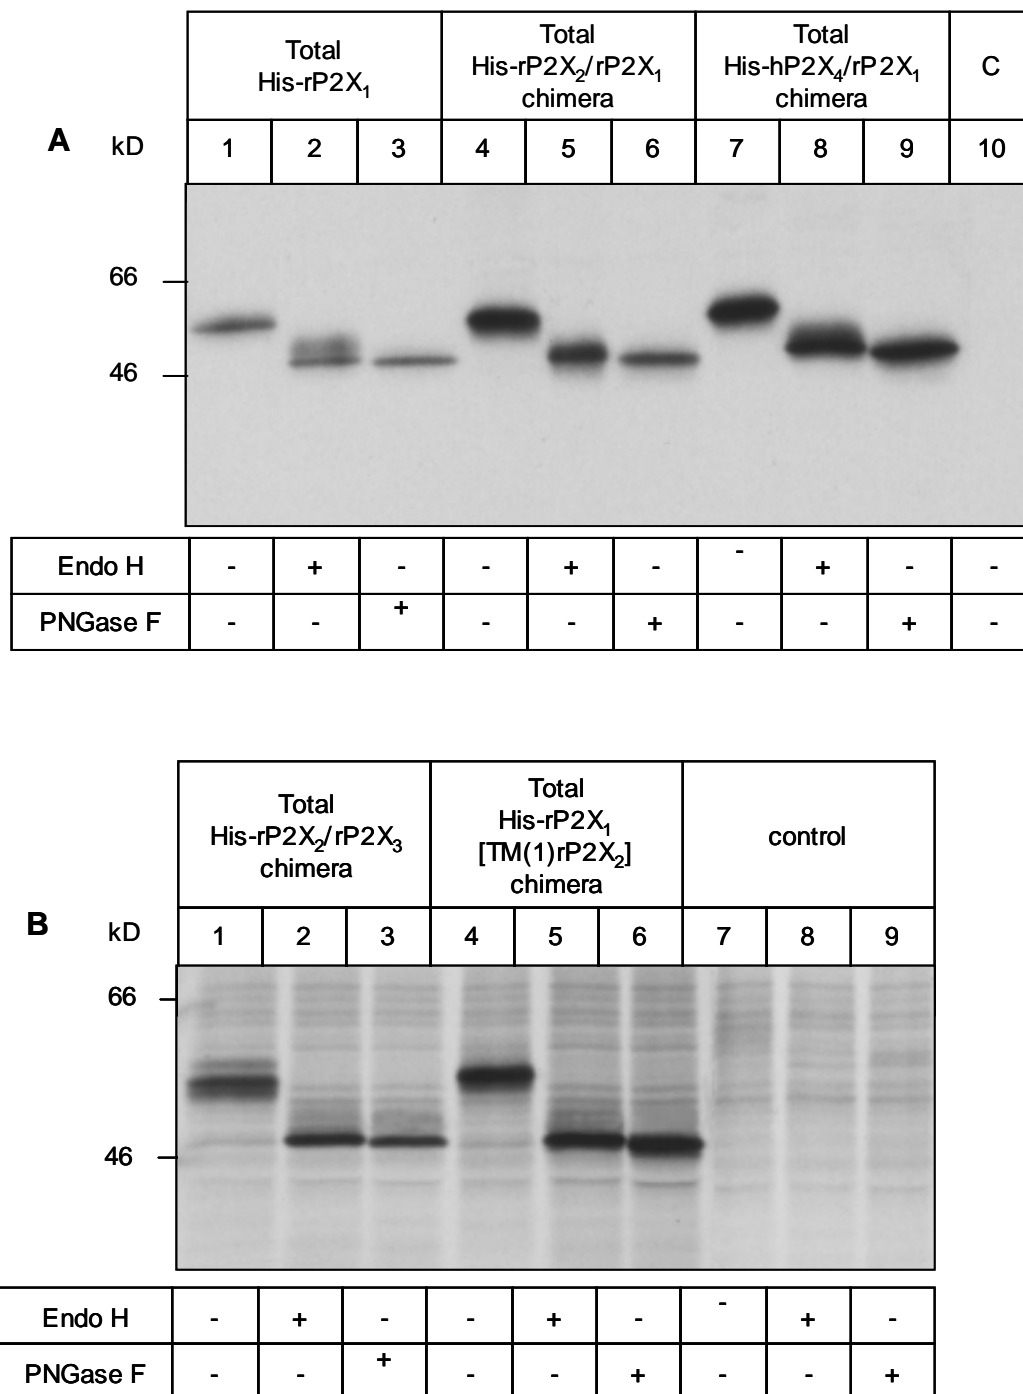 Total Total Total
His-rP2X1 His-rP2X2/rP2X1 His-hP2X4/rP2X1 C
chimera chimera
A kD 1 2 3 4 5 6 7 8 9 10
66
46
Endo H - + - - + - - + - -
PNGase F - - + - - + - - + -
Total Total control
His-rP2X2/rP2X3 His-rP2X1
chimera [TM(1)rP2X2]
chimera
B kD 1 2 3 4 5 6 7 8 9
66
46
Endo H - + - - + - - + -
PNGase F - - + - - + - - +